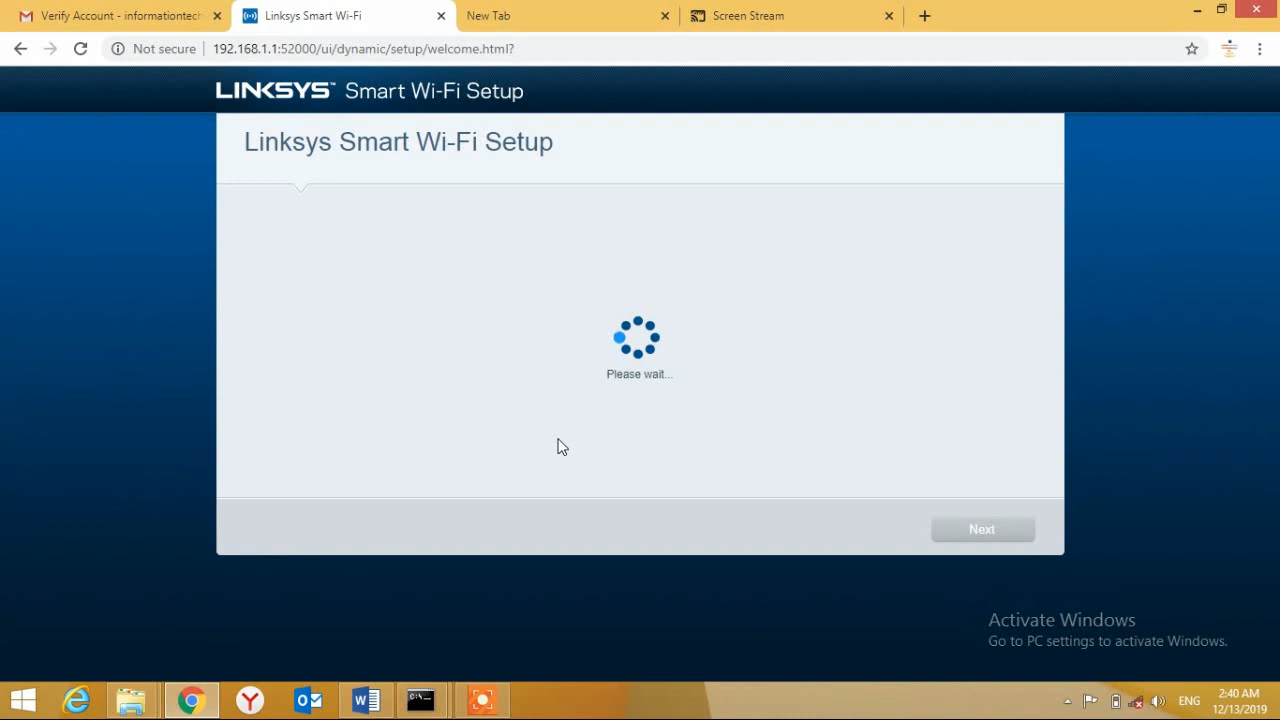 Verify Account - informationtech
Linksys Smart Wi-Fi
New Tab
Screen Stream
Not secure
192.168.1.1:52000/ui/dynamic/setup/welcome.html?
LINKSYS™ Smart Wi-Fi Setup
Linksys Smart Wi-Fi Setup
Please wait...
Next
Activate Windows
Go to PC settings to activate Windows.
ENG
2:40 AM
12/13/2019